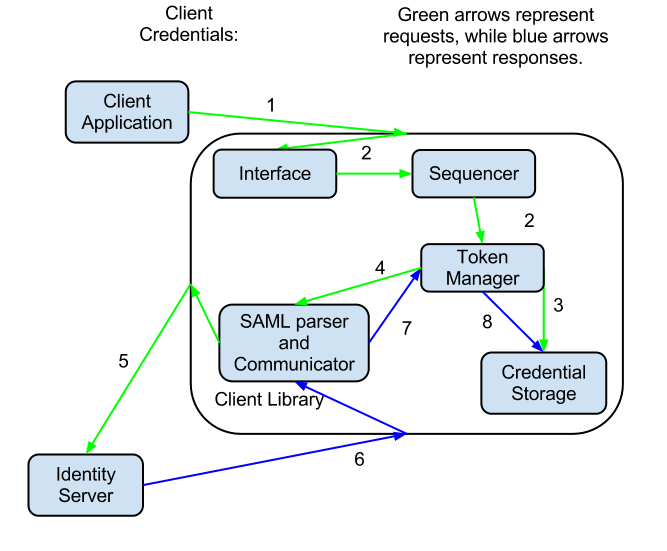 Client
Credentials:
Green arrows represent
requests, while blue arrows
represent responses.
Client
Application
1
2
Interface
Sequencer
2
Token
Manager
4
3
SAML parser
and
Communicator
7
8
5
Credential
Storage
Client Library
6
Identity
Server